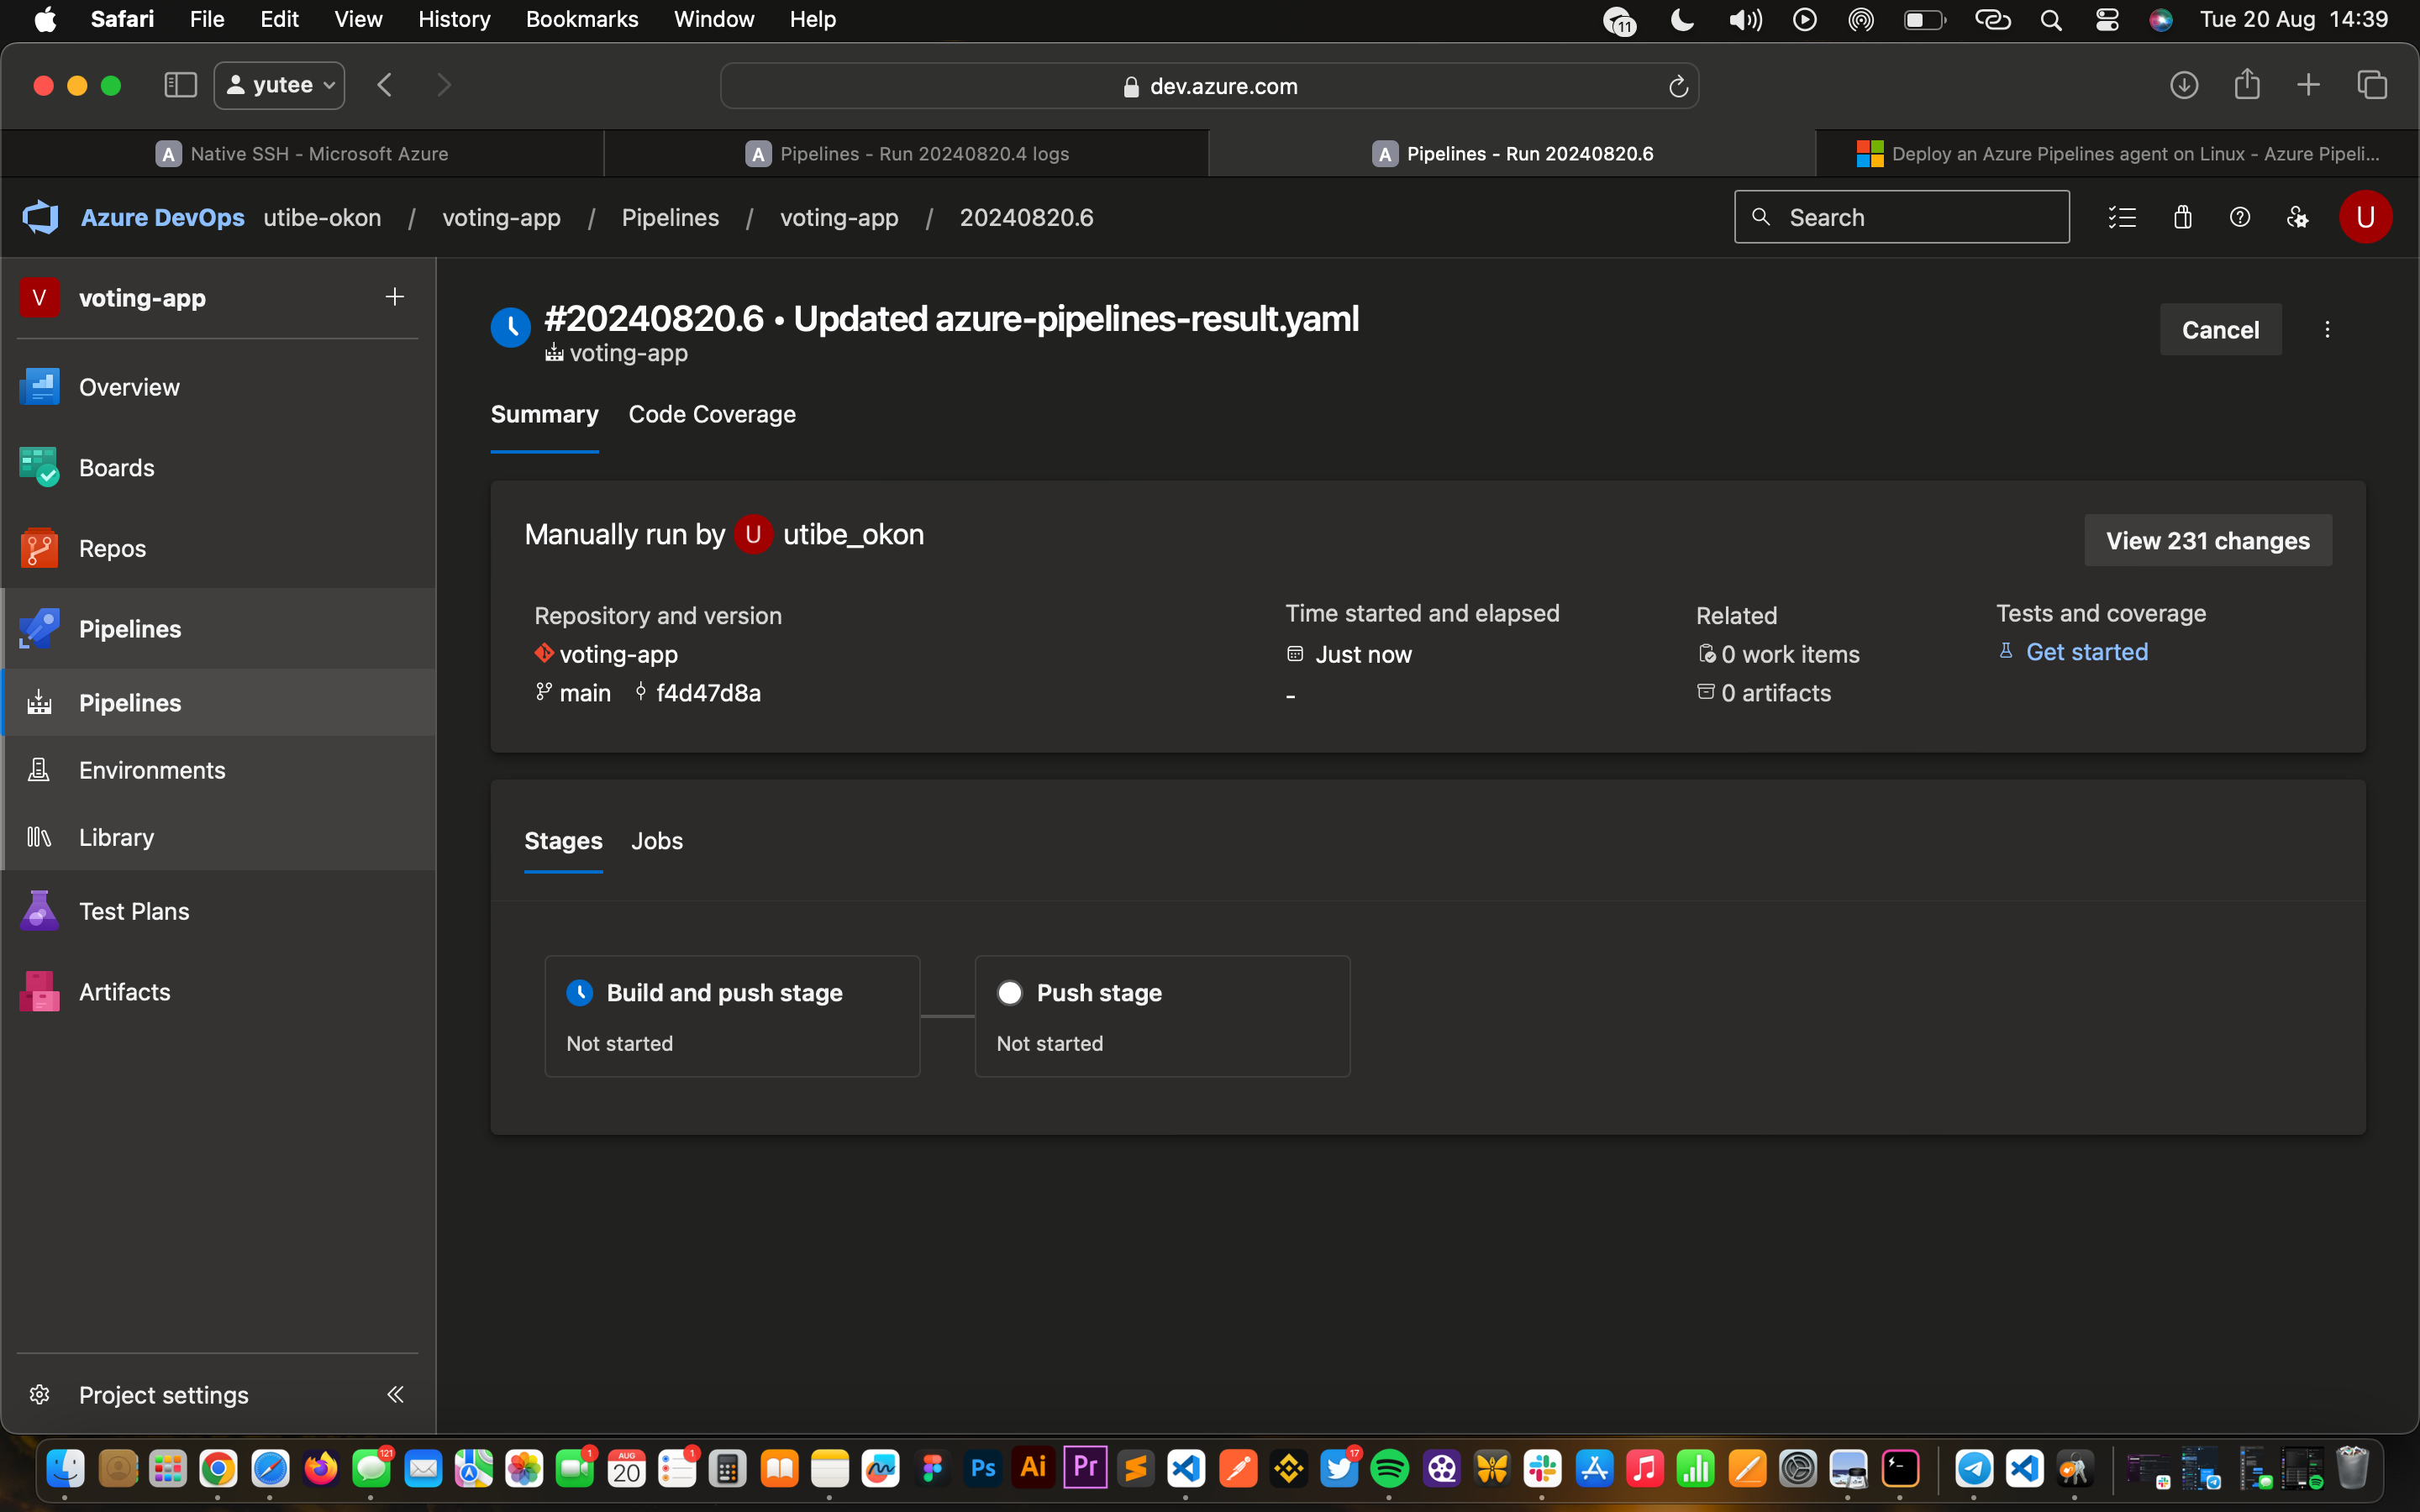 Safari File Edit View History Bookmarks Window Help 11 Tue 20 Aug 14:39
yutee dev.azure.com
A Native SSH - Microsoft Azure A Pipelines - Run 20240820.4 logs A Pipelines - Run 20240820.6 Deploy an Azure Pipelines agent on Linux - Azure Pipeli...
Azure DevOps utibe-okon / voting-app / Pipelines / voting-app / 20240820.6 Search U
V voting-app
Overview
Boards
Repos
Pipelines
Pipelines
Environments
Library
Test Plans
Artifacts
Project settings
#20240820.6 • Updated azure-pipelines-result.yaml
voting-app
Cancel
Summary Code Coverage
Manually run by U utibe_okon
View 231 changes
Repository and version Time started and elapsed Related Tests and coverage
voting-app Just now 0 work items Get started
main f4d47d8a - 0 artifacts
Stages Jobs
Build and push stage Push stage
Not started Not started
121 1 AUG 20 1 Ps Ai Pr 17